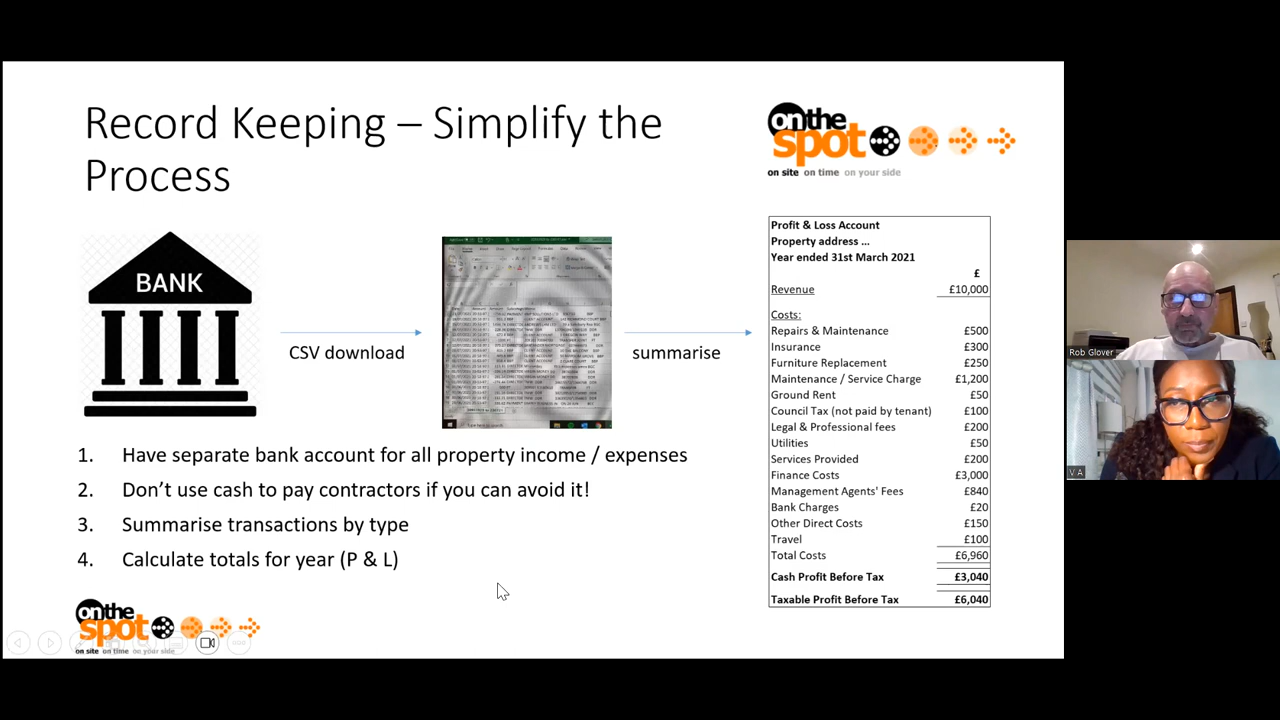 Record Keeping – Simplify the
Process
on the
spot
on site on time on your side
BANK
CSV download
summarise
1. Have separate bank account for all property income / expenses
2. Don't use cash to pay contractors if you can avoid it!
3. Summarise transactions by type
4. Calculate totals for year (P & L)
Profit & Loss Account
Property address ...
Year ended 31st March 2021
£
Revenue £10,000
Costs:
Repairs & Maintenance £500
Insurance £300
Furniture Replacement £250
Maintenance / Service Charge £1,200
Ground Rent £50
Council Tax (not paid by tenant) £100
Legal & Professional fees £200
Utilities £50
Services Provided £200
Finance Costs £3,000
Management Agents' Fees £840
Bank Charges £20
Other Direct Costs £150
Travel £100
Total Costs £6,960
Cash Profit Before Tax £3,040
Taxable Profit Before Tax £6,040
on the
spot
on site on time on your side
Rob Glover
V A